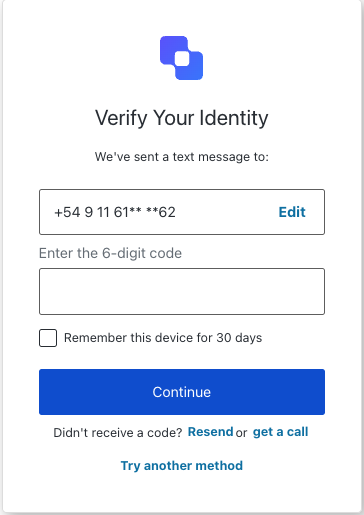 Verify Your Identity
We've sent a text message to:
+54 9 11 61** **62 Edit
Enter the 6-digit code
Remember this device for 30 days
Continue
Didn't receive a code? Resend or get a call
Try another method